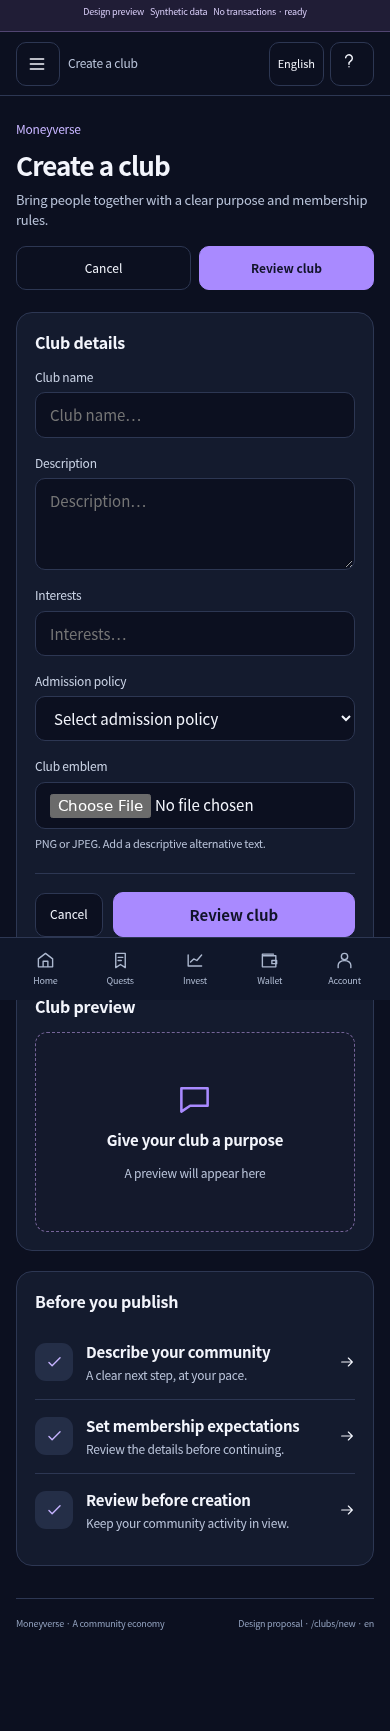 Design preview Synthetic data No transactions · ready
Create a club
English
?
Moneyverse
Create a club
Bring people together with a clear purpose and membership
rules.
Cancel
Review club
Club details
Club name
Club name…
Description
Description…
Interests
Interests…
Admission policy
Select admission policy
Club emblem
Choose File No file chosen
PNG or JPEG. Add a descriptive alternative text.
Cancel
Review club
Home
Quests
Invest
Wallet
Account
Club preview
Give your club a purpose
A preview will appear here
Before you publish
Describe your community
A clear next step, at your pace.
Set membership expectations
Review the details before continuing.
Review before creation
Keep your community activity in view.
Moneyverse · A community economy
Design proposal · /clubs/new · en